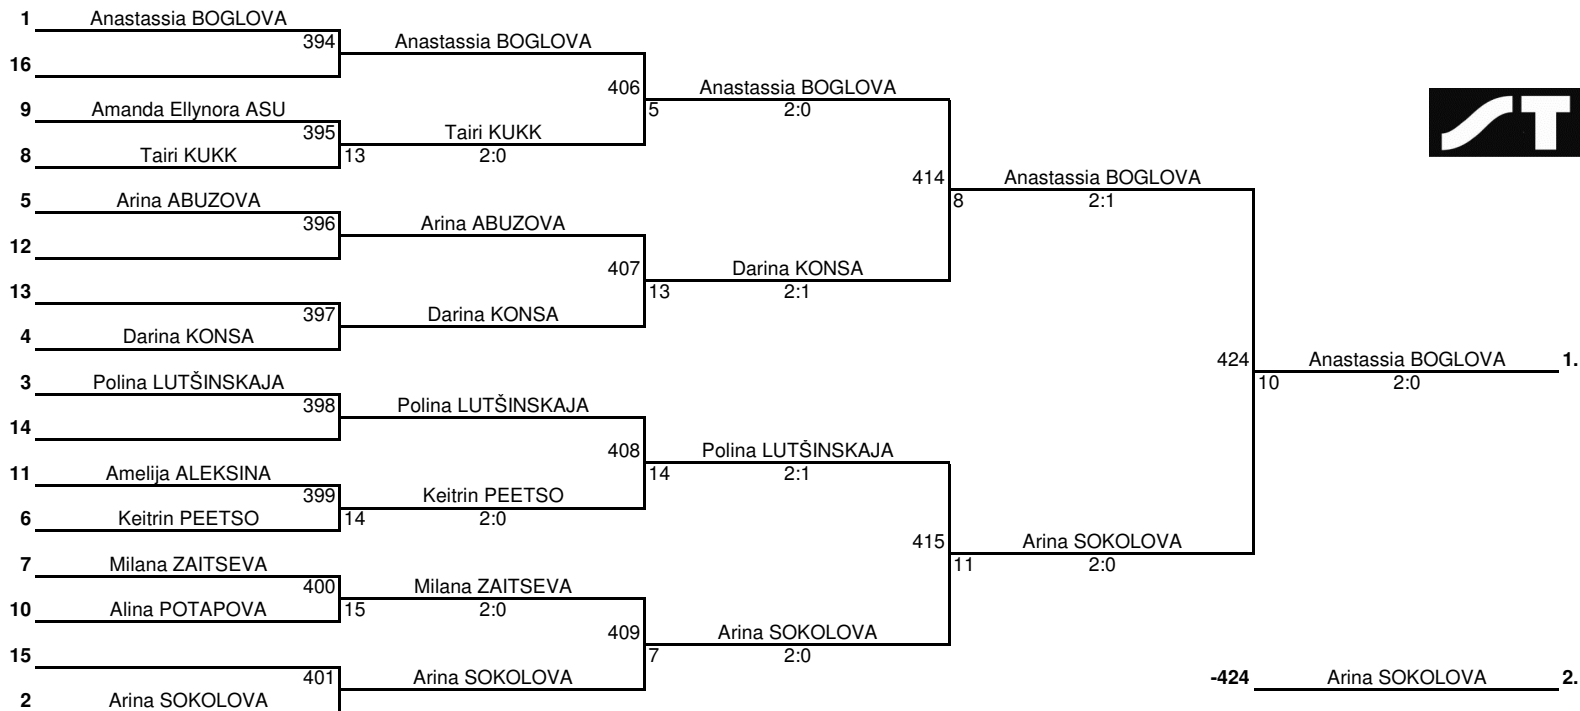 1 Anastassia BOGLOVA
394 Anastassia BOGLOVA
16
406 Anastassia BOGLOVA
9 Amanda Ellynora ASU 5 2:0
395 Tairi KUKK
8 Tairi KUKK 13 2:0
ST
414 Anastassia BOGLOVA
5 Arina ABUZOVA 8 2:1
396 Arina ABUZOVA
12
407 Darina KONSA
13 13 2:1
397 Darina KONSA
4 Darina KONSA
424 Anastassia BOGLOVA 1.
3 Polina LUTŠINSKAJA 10 2:0
398 Polina LUTŠINSKAJA
14
408 Polina LUTŠINSKAJA
11 Amelija ALEKSINA 14 2:1
399 Keitrin PEETSO
6 Keitrin PEETSO 14 2:0
415 Arina SOKOLOVA
7 Milana ZAITSEVA 11 2:0
400 Milana ZAITSEVA
10 Alina POTAPOVA 15 2:0
409 Arina SOKOLOVA
15 7 2:0
401 Arina SOKOLOVA -424 Arina SOKOLOVA 2.
2 Arina SOKOLOVA